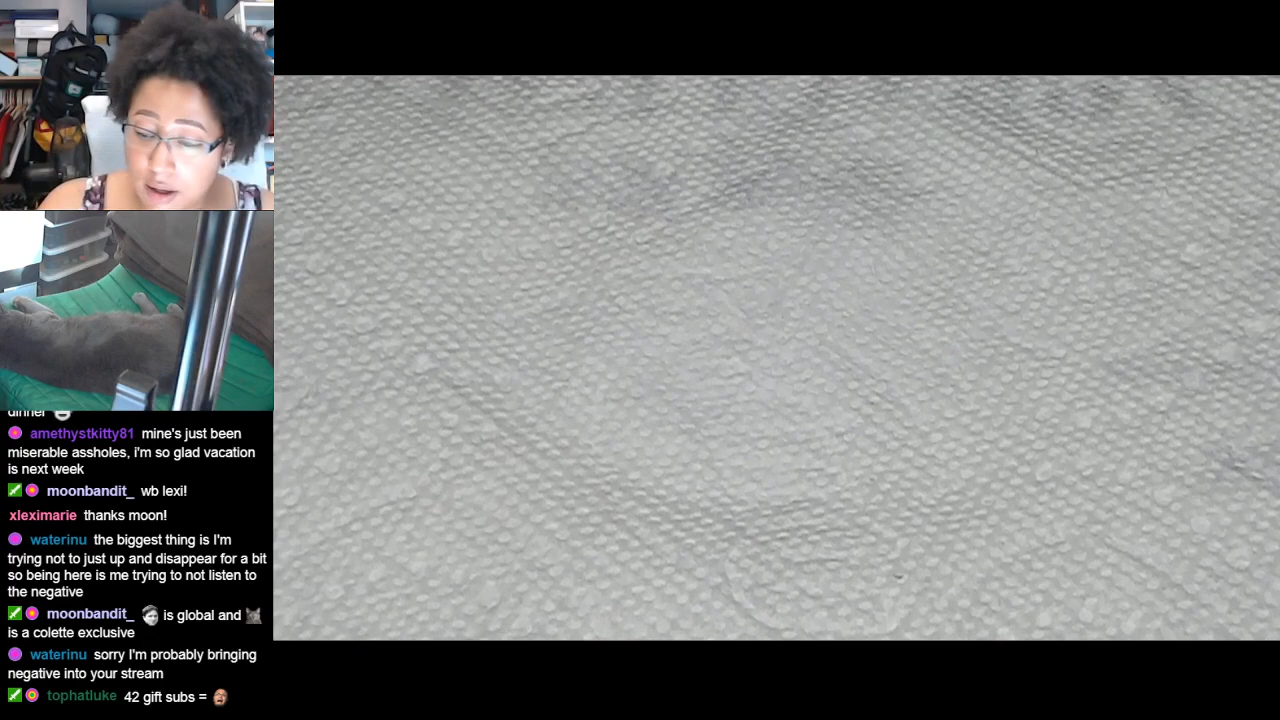 dinner
amethystkitty81 mine's just been
miserable assholes, i'm so glad vacation
is next week
moonbandit_ wb lexi!
xleximarie thanks moon!
waterinu the biggest thing is I'm
trying not to just up and disappear for a bit
so being here is me trying to not listen to
the negative
moonbandit_ is global and
is a colette exclusive
waterinu sorry I'm probably bringing
negative into your stream
tophatluke 42 gift subs =